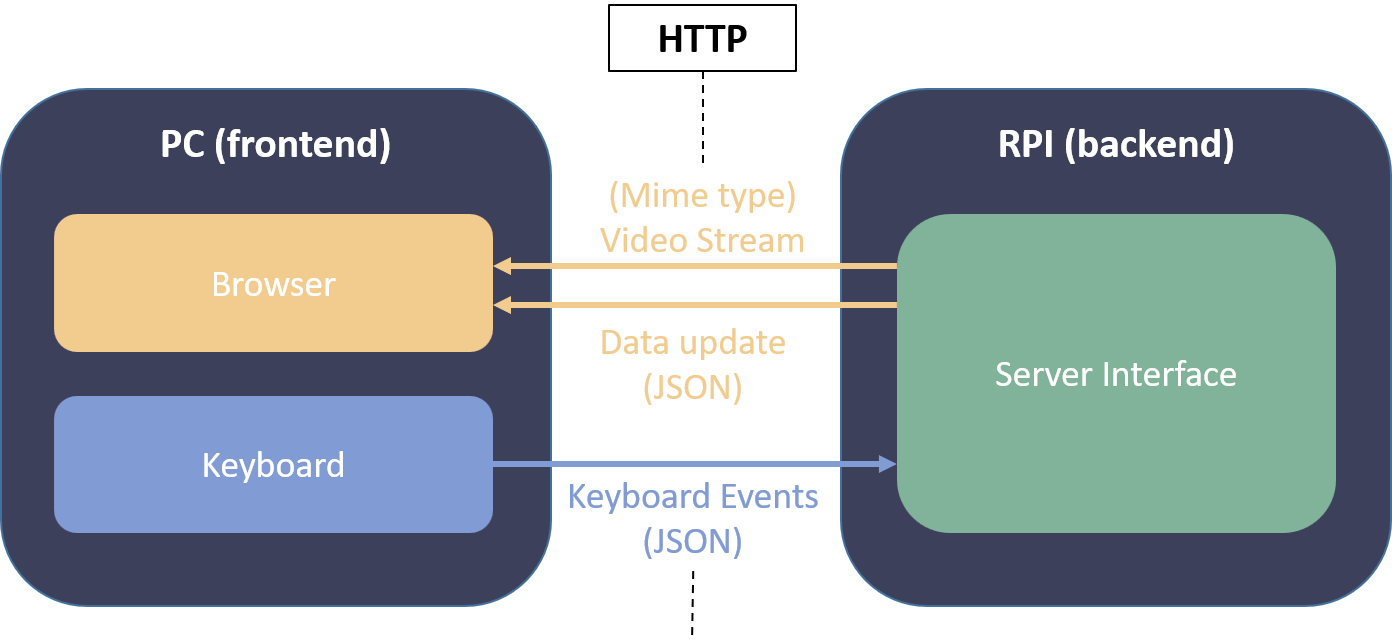 HTTP
PC (frontend)
RPI (backend)
(Mime type)
Video Stream
Browser
Data update
(JSON)
Server Interface
Keyboard
Keyboard Events
(JSON)